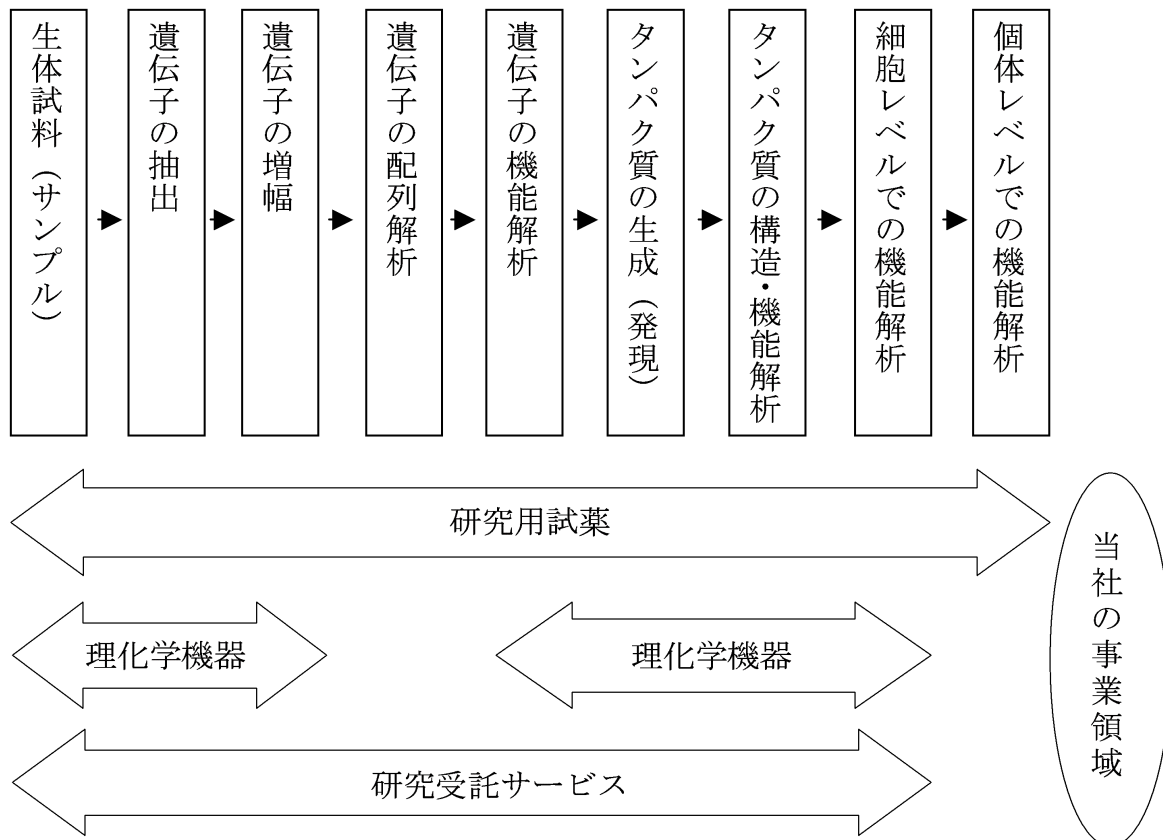 生体試料（サンプル）
遺伝子の抽出
遺伝子の増幅
遺伝子の配列解析
遺伝子の機能解析
タンパク質の生成（発現）
タンパク質の構造・機能解析
細胞レベルでの機能解析
個体レベルでの機能解析
研究用試薬
理化学機器
理化学機器
研究受託サービス
当社の事業領域